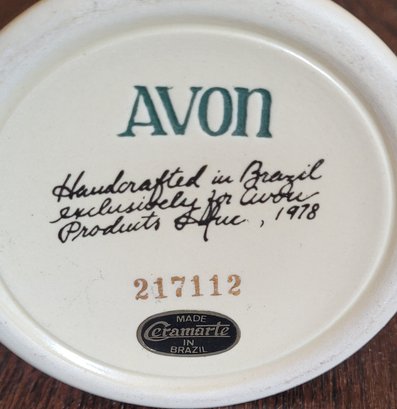 AVON
Handcrafted in Brazil
exclusively for Avon
Products Inc, 1978
217112
MADE
Ceramarte
IN
BRAZIL